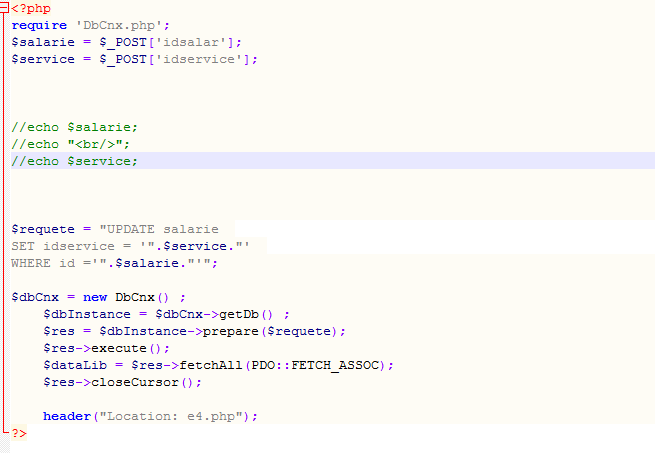 <?php
require 'DbCnx.php';
$salarie = $_POST['idsalar'];
$service = $_POST['idservice'];
//echo $salarie;
//echo "<br/>";
//echo $service;
$requete = "UPDATE salarie
SET idservice = '".$service."'
WHERE id ='".$salarie."'";
$dbCnx = new DbCnx() ;
$dbInstance = $dbCnx->getDb() ;
$res = $dbInstance->prepare($requete);
$res->execute();
$dataLib = $res->fetchAll(PDO::FETCH_ASSOC);
$res->closeCursor();
header("Location: e4.php");
?>